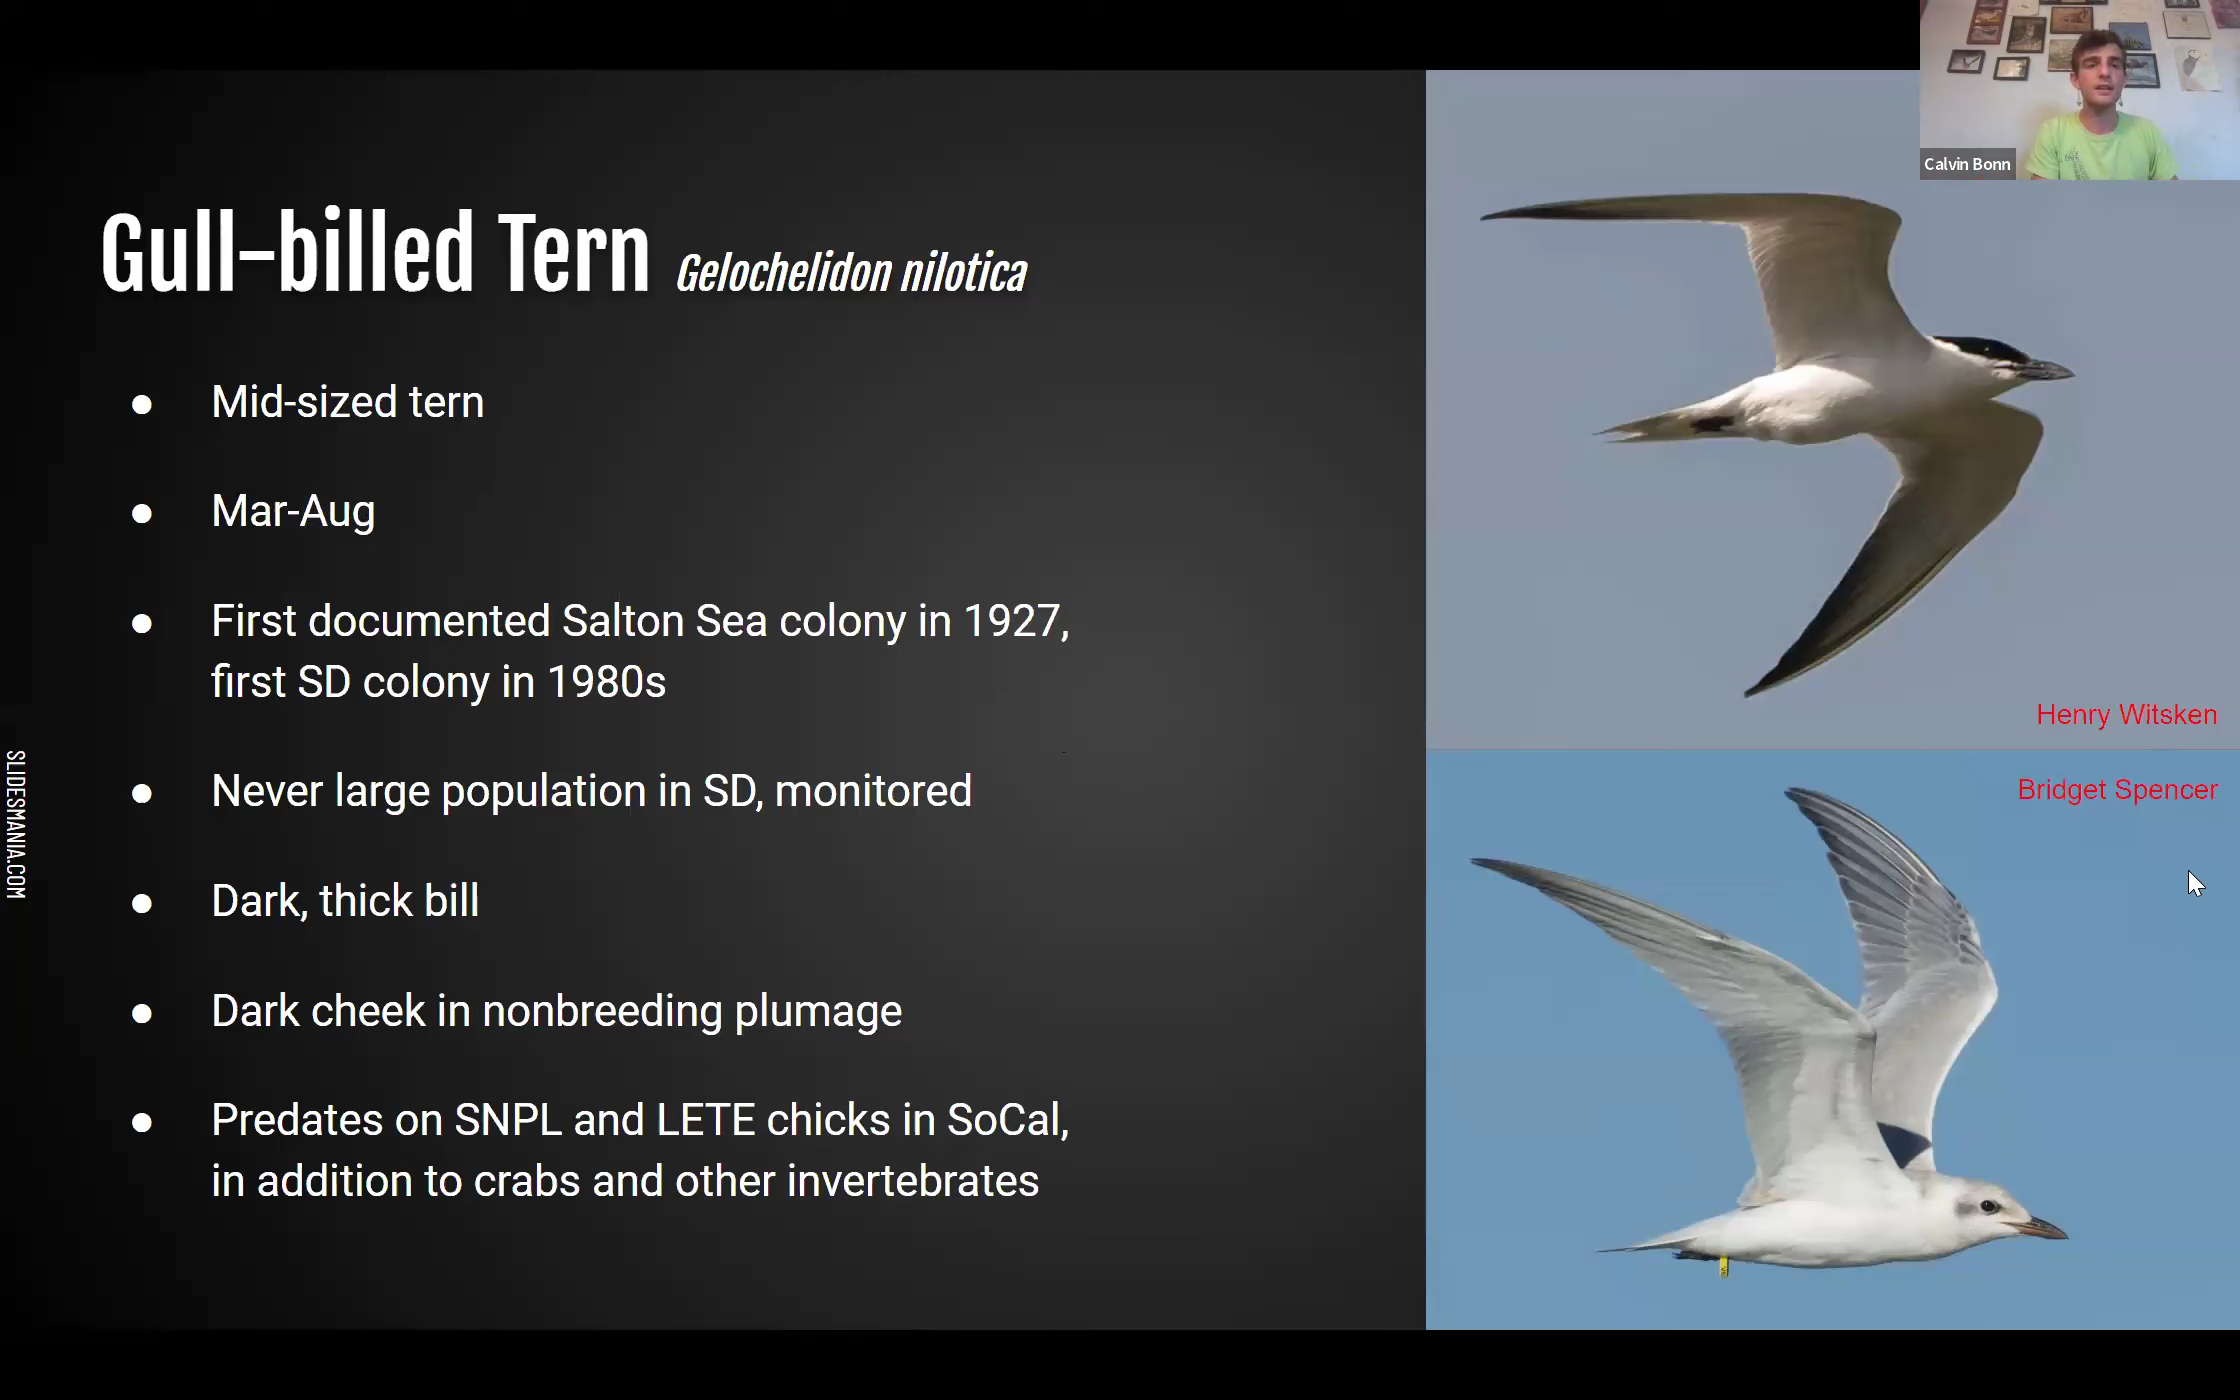 Calvin Bonn
Gull-billed Tern Gelochelidon nilotica
● Mid-sized tern
● Mar-Aug
● First documented Salton Sea colony in 1927,
first SD colony in 1980s
● Never large population in SD, monitored
● Dark, thick bill
● Dark cheek in nonbreeding plumage
● Predates on SNPL and LETE chicks in SoCal,
in addition to crabs and other invertebrates
Henry Witsken
Bridget Spencer
SLIDESMANIA.COM